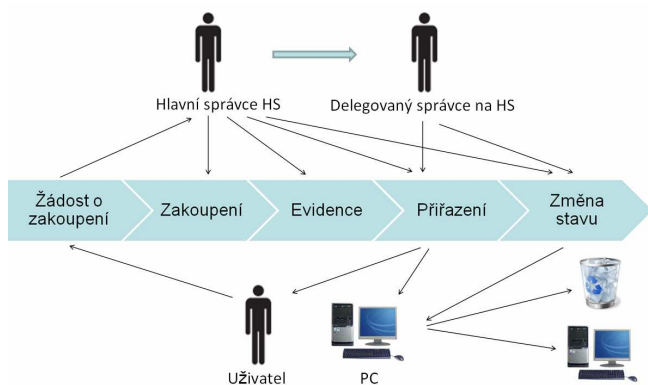 Hlavní správce HS
Delegovaný správce na HS
Žádost o
zakoupení
Zakoupení
Evidence
Přiřazení
Změna
stavu
Uživatel
PC